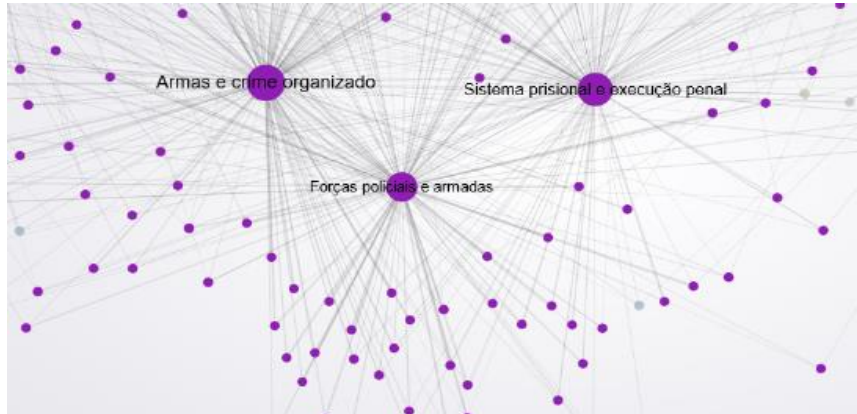 Armas e crime organizado
Sistema prisional e execução penal
Forças policiais e armadas